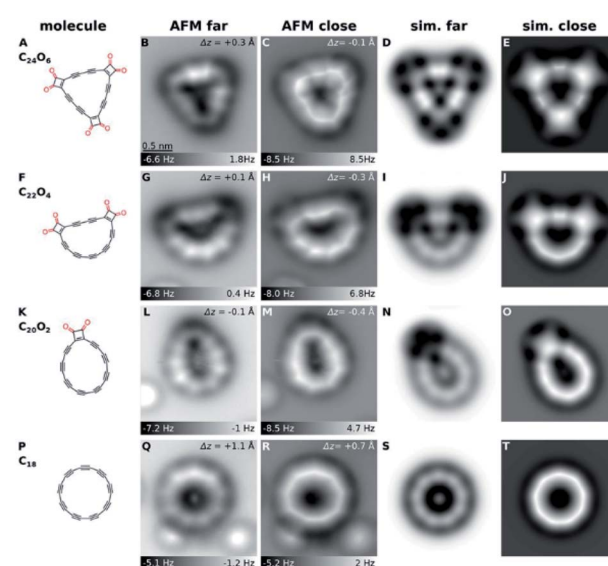 molecule AFM far AFM close sim. far sim. close
A B Δz = +0.3 Å C Δz = -0.1 Å D E
C24O6
0.5 nm
-6.6 Hz 1.8Hz -8.5 Hz 8.5Hz
F G Δz = +0.1 Å H Δz = -0.3 Å I J
C22O4
-6.8 Hz 0.4 Hz -8.0 Hz 6.8Hz
K L Δz = -0.1 Å M Δz = -0.4 Å N O
C20O2
-7.2 Hz -1 Hz -8.5 Hz 4.7 Hz
P Q Δz = +1.1 Å R Δz = +0.7 Å S T
C18
-5.1 Hz -1.2 Hz -5.2 Hz 2 Hz